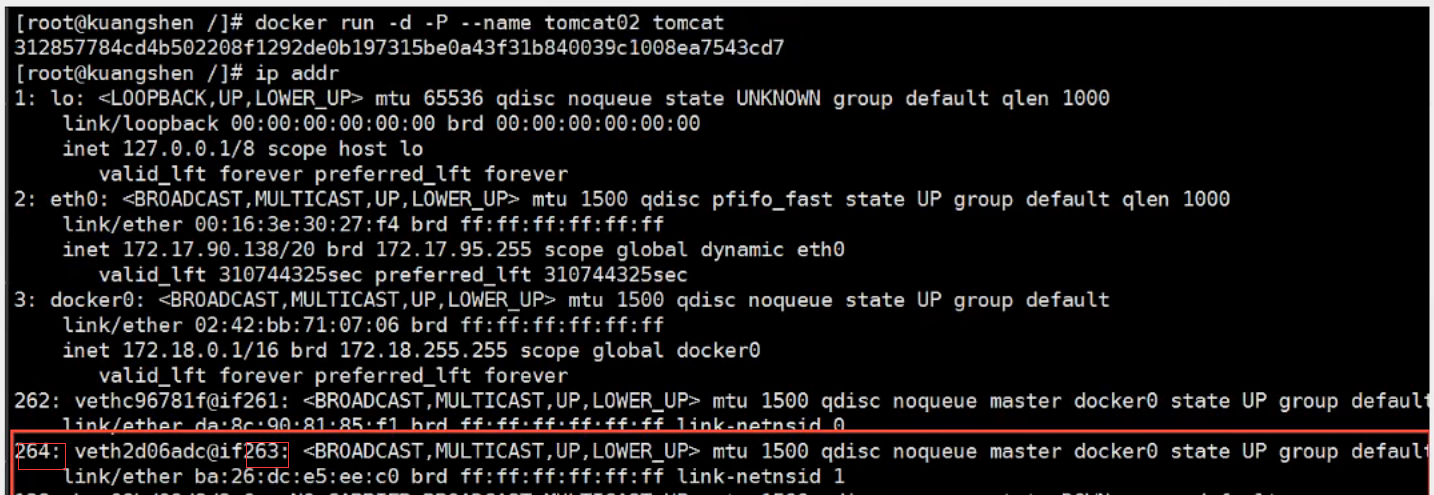 [root@kuangshen /]# docker run -d -P --name tomcat02 tomcat
312857784cd4b502208f1292de0b197315be0a43f31b840039c1008ea7543cd7
[root@kuangshen /]# ip addr
1: lo: <LOOPBACK,UP,LOWER_UP> mtu 65536 qdisc noqueue state UNKNOWN group default qlen 1000
link/loopback 00:00:00:00:00:00 brd 00:00:00:00:00:00
inet 127.0.0.1/8 scope host lo
valid_lft forever preferred_lft forever
2: eth0: <BROADCAST,MULTICAST,UP,LOWER_UP> mtu 1500 qdisc pfifo_fast state UP group default qlen 1000
link/ether 00:16:3e:30:27:f4 brd ff:ff:ff:ff:ff:ff
inet 172.17.90.138/20 brd 172.17.95.255 scope global dynamic eth0
valid_lft 310744325sec preferred_lft 310744325sec
3: docker0: <BROADCAST,MULTICAST,UP,LOWER_UP> mtu 1500 qdisc noqueue state UP group default
link/ether 02:42:bb:71:07:06 brd ff:ff:ff:ff:ff:ff
inet 172.18.0.1/16 brd 172.18.255.255 scope global docker0
valid_lft forever preferred_lft forever
262: vethc96781f@if261: <BROADCAST,MULTICAST,UP,LOWER_UP> mtu 1500 qdisc noqueue master docker0 state UP group default
link/ether da:8c:90:81:85:f1 brd ff:ff:ff:ff:ff:ff link-netnsid 0
264: veth2d06adc@if263: <BROADCAST,MULTICAST,UP,LOWER_UP> mtu 1500 qdisc noqueue master docker0 state UP group default
link/ether ba:26:dc:e5:ee:c0 brd ff:ff:ff:ff:ff:ff link-netnsid 1